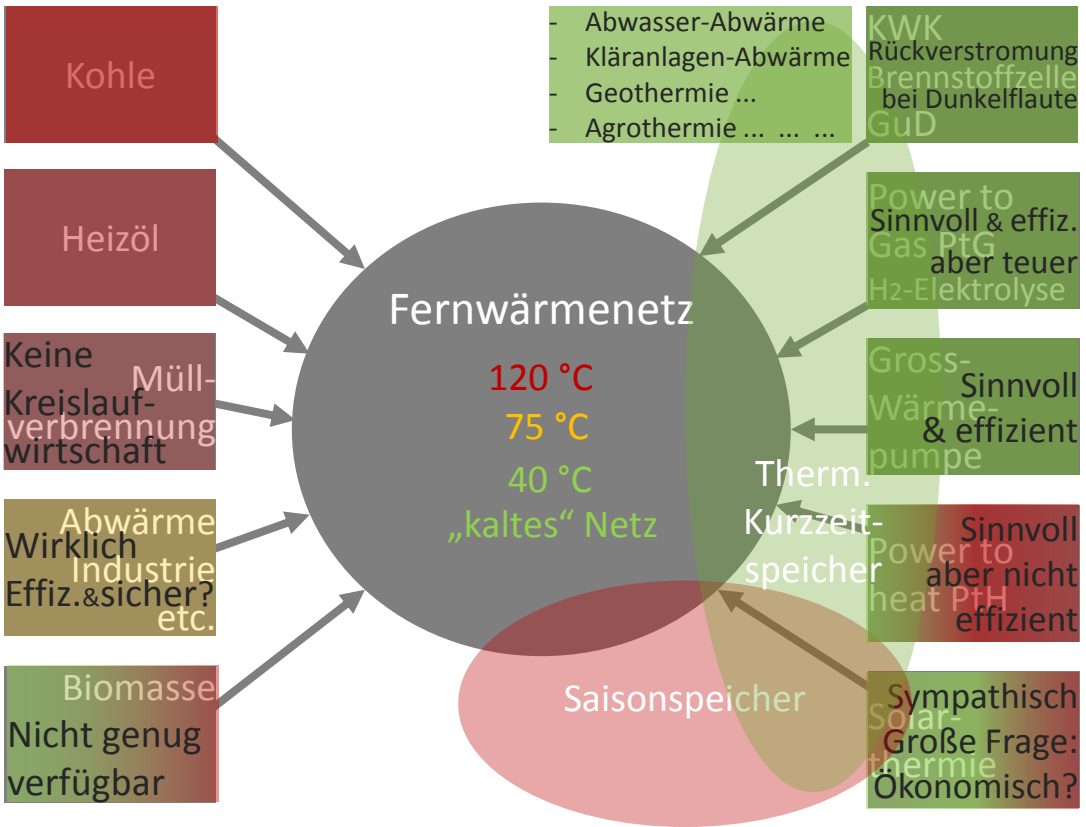 Kohle
Heizöl
Keine
Kreislauf-
wirtschaft
Müll-
verbrennung
Wirklich
Effiz.&sicher?
Abwärme
Industrie
etc.
Biomasse
Nicht genug
verfügbar
Fernwärmenetz
120 °C
75 °C
40 °C
„kaltes“ Netz
Therm.
Kurzzeit-
speicher
Saisonspeicher
- Abwasser-Abwärme
- Kläranlagen-Abwärme
- Geothermie ...
- Agrothermie ... ... ...
KWK
Brennstoffzelle
GuD
Rückverstromung
bei Dunkelflaute
Power to
Gas PtG
H2-Elektrolyse
Sinnvoll & effiz.
aber teuer
Gross-
Wärme-
pumpe
Sinnvoll
& effizient
Power to
heat PtH
Sinnvoll
aber nicht
effizient
Solar-
thermie
Sympathisch
Große Frage:
Ökonomisch?